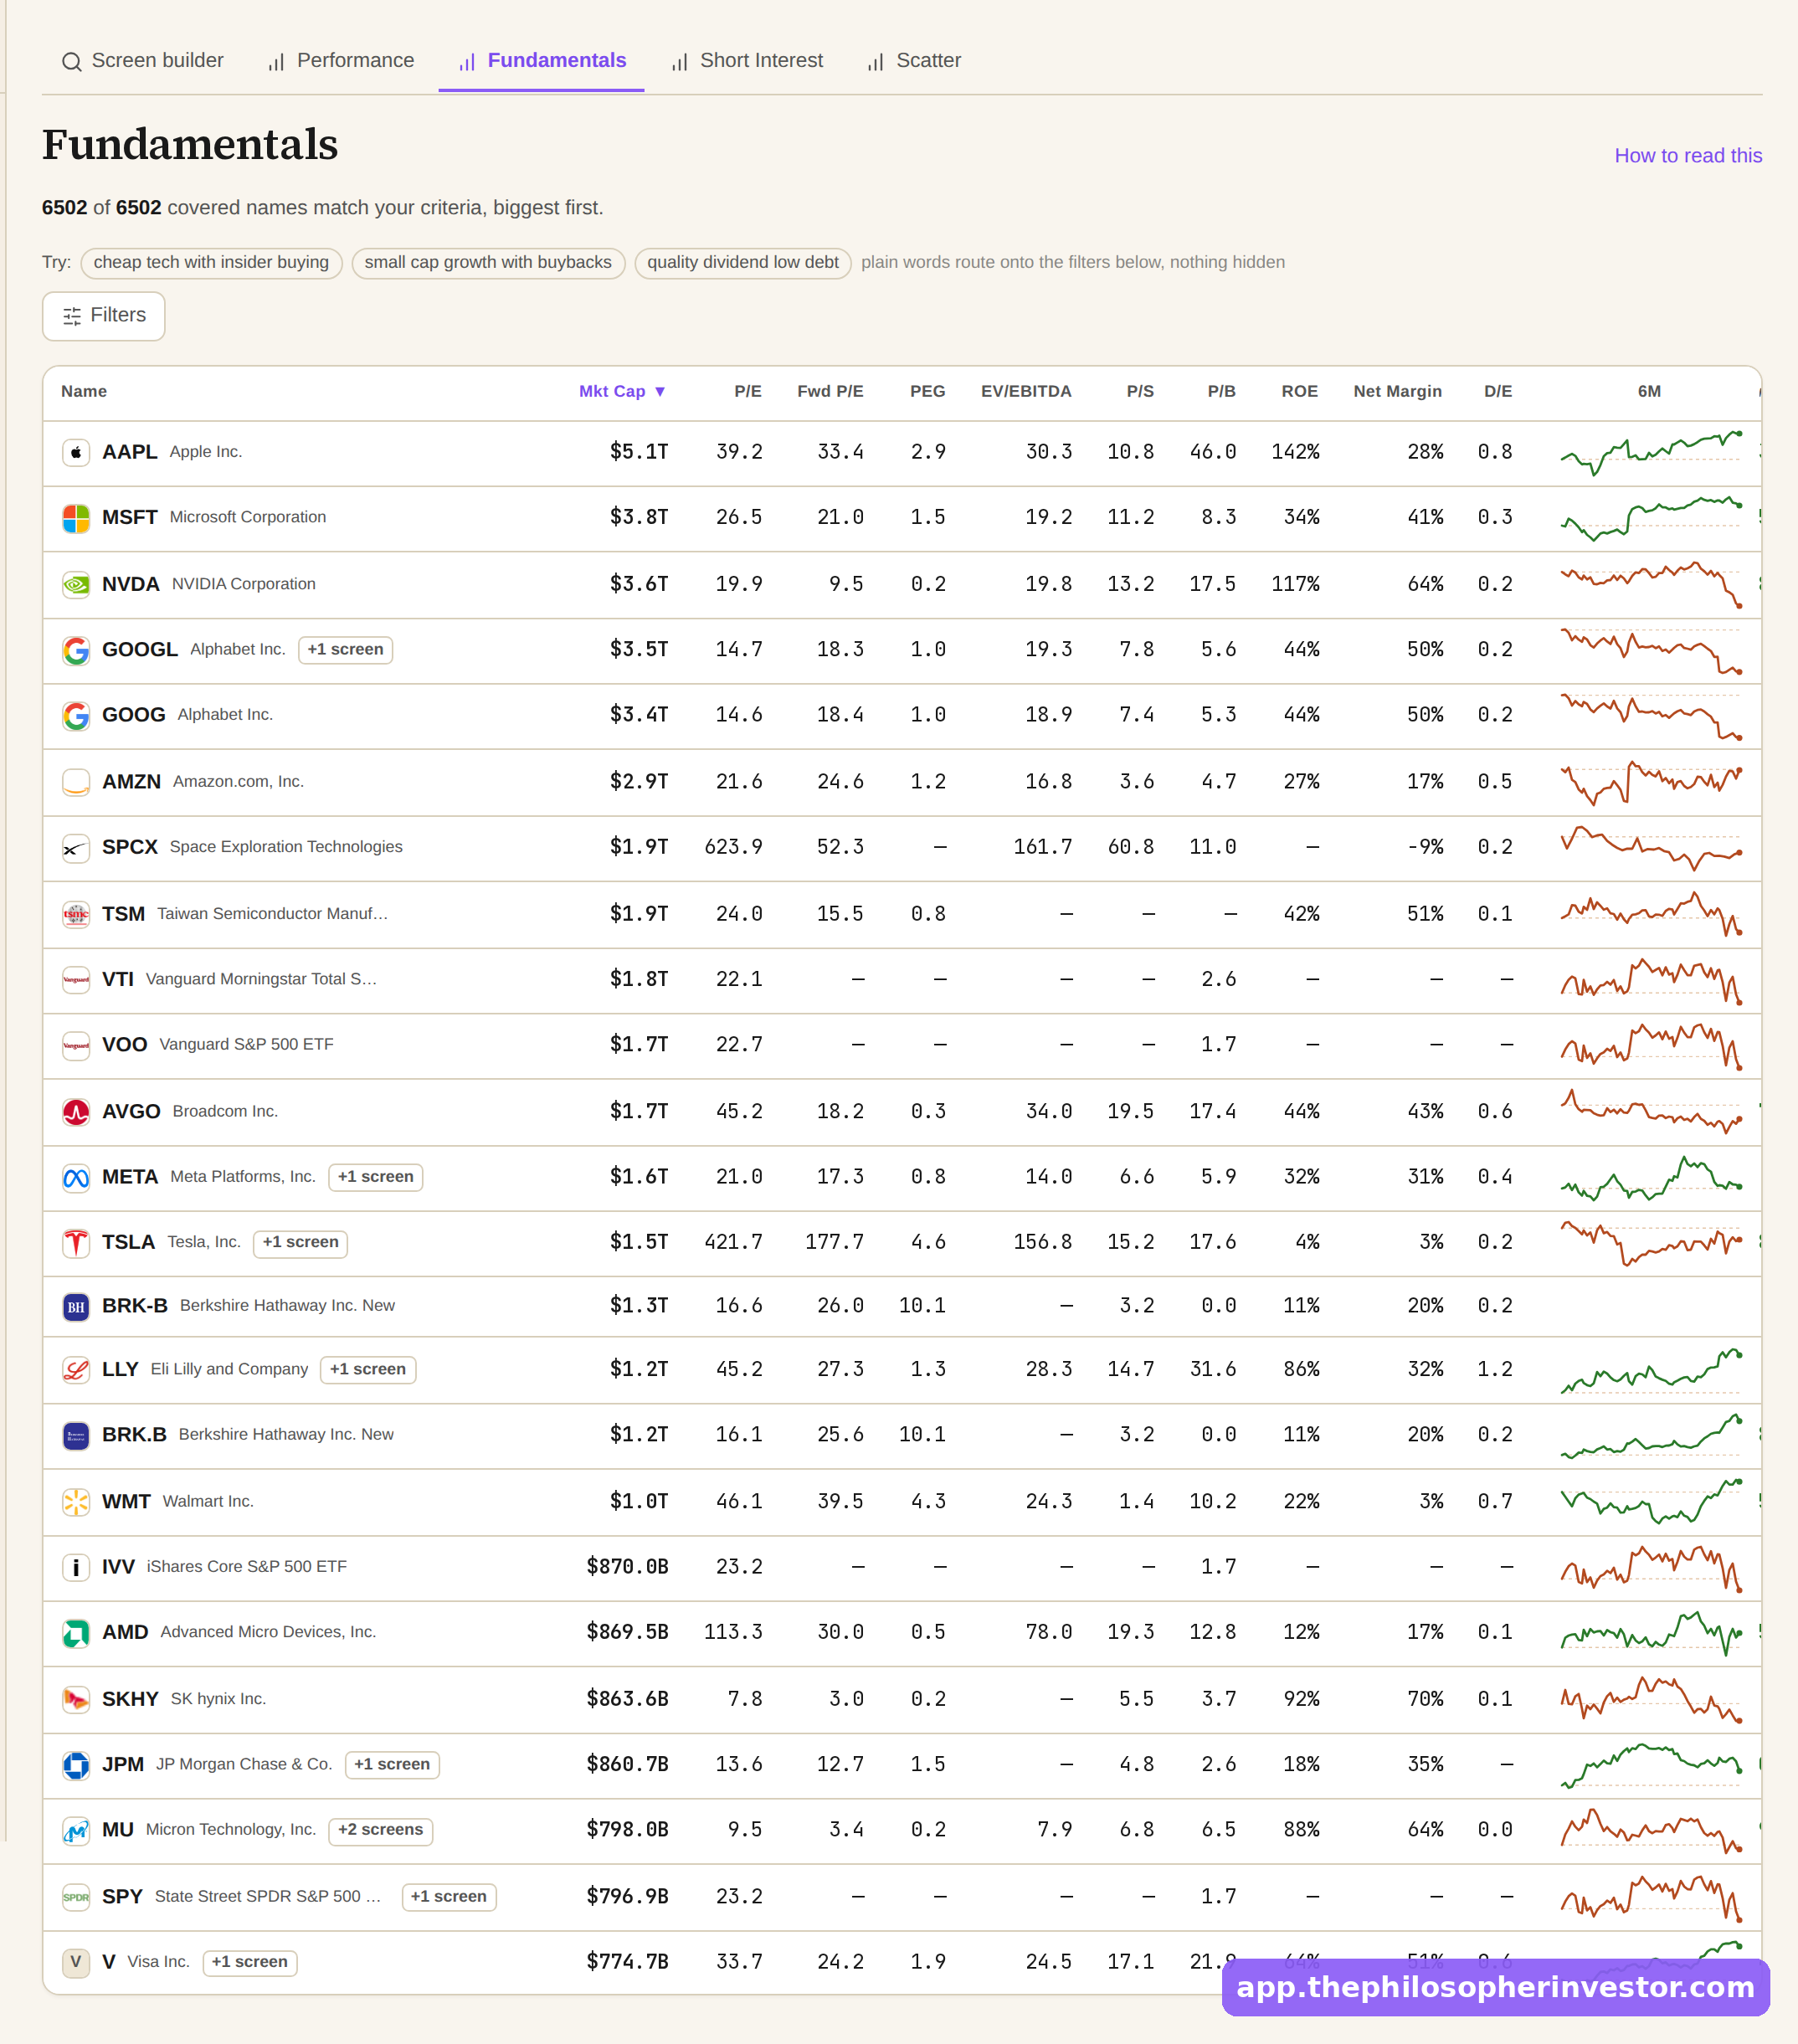 Screen builder Performance Fundamentals Short Interest Scatter
Fundamentals
How to read this
6502 of 6502 covered names match your criteria, biggest first.
Try: cheap tech with insider buying small cap growth with buybacks quality dividend low debt plain words route onto the filters below, nothing hidden
Filters
Name Mkt Cap ▼ P/E Fwd P/E PEG EV/EBITDA P/S P/B ROE Net Margin D/E 6M
AAPL Apple Inc. $5.1T 39.2 33.4 2.9 30.3 10.8 46.0 142% 28% 0.8
MSFT Microsoft Corporation $3.8T 26.5 21.0 1.5 19.2 11.2 8.3 34% 41% 0.3
NVDA NVIDIA Corporation $3.6T 19.9 9.5 0.2 19.8 13.2 17.5 117% 64% 0.2
GOOGL Alphabet Inc. +1 screen $3.5T 14.7 18.3 1.0 19.3 7.8 5.6 44% 50% 0.2
GOOG Alphabet Inc. $3.4T 14.6 18.4 1.0 18.9 7.4 5.3 44% 50% 0.2
AMZN Amazon.com, Inc. $2.9T 21.6 24.6 1.2 16.8 3.6 4.7 27% 17% 0.5
SPCX Space Exploration Technologies $1.9T 623.9 52.3 — 161.7 60.8 11.0 — -9% 0.2
tsmc TSM Taiwan Semiconductor Manuf… $1.9T 24.0 15.5 0.8 — — — 42% 51% 0.1
Vanguard VTI Vanguard Morningstar Total S… $1.8T 22.1 — — — — 2.6 — — —
Vanguard VOO Vanguard S&P 500 ETF $1.7T 22.7 — — — — 1.7 — — —
AVGO Broadcom Inc. $1.7T 45.2 18.2 0.3 34.0 19.5 17.4 44% 43% 0.6
META Meta Platforms, Inc. +1 screen $1.6T 21.0 17.3 0.8 14.0 6.6 5.9 32% 31% 0.4
TSLA Tesla, Inc. +1 screen $1.5T 421.7 177.7 4.6 156.8 15.2 17.6 4% 3% 0.2
BH BRK-B Berkshire Hathaway Inc. New $1.3T 16.6 26.0 10.1 — 3.2 0.0 11% 20% 0.2
LLY Eli Lilly and Company +1 screen $1.2T 45.2 27.3 1.3 28.3 14.7 31.6 86% 32% 1.2
BRK.B Berkshire Hathaway Inc. New $1.2T 16.1 25.6 10.1 — 3.2 0.0 11% 20% 0.2
WMT Walmart Inc. $1.0T 46.1 39.5 4.3 24.3 1.4 10.2 22% 3% 0.7
i IVV iShares Core S&P 500 ETF $870.0B 23.2 — — — — 1.7 — — —
AMD Advanced Micro Devices, Inc. $869.5B 113.3 30.0 0.5 78.0 19.3 12.8 12% 17% 0.1
SKHY SK hynix Inc. $863.6B 7.8 3.0 0.2 — 5.5 3.7 92% 70% 0.1
JPM JP Morgan Chase & Co. +1 screen $860.7B 13.6 12.7 1.5 — 4.8 2.6 18% 35% —
MU Micron Technology, Inc. +2 screens $798.0B 9.5 3.4 0.2 7.9 6.8 6.5 88% 64% 0.0
SPDR SPY State Street SPDR S&P 500 … +1 screen $796.9B 23.2 — — — — 1.7 — — —
V V Visa Inc. +1 screen $774.7B 33.7 24.2 1.9 24.5 17.1 21.9 64% 51% 0.6
app.thephilosopherinvestor.com